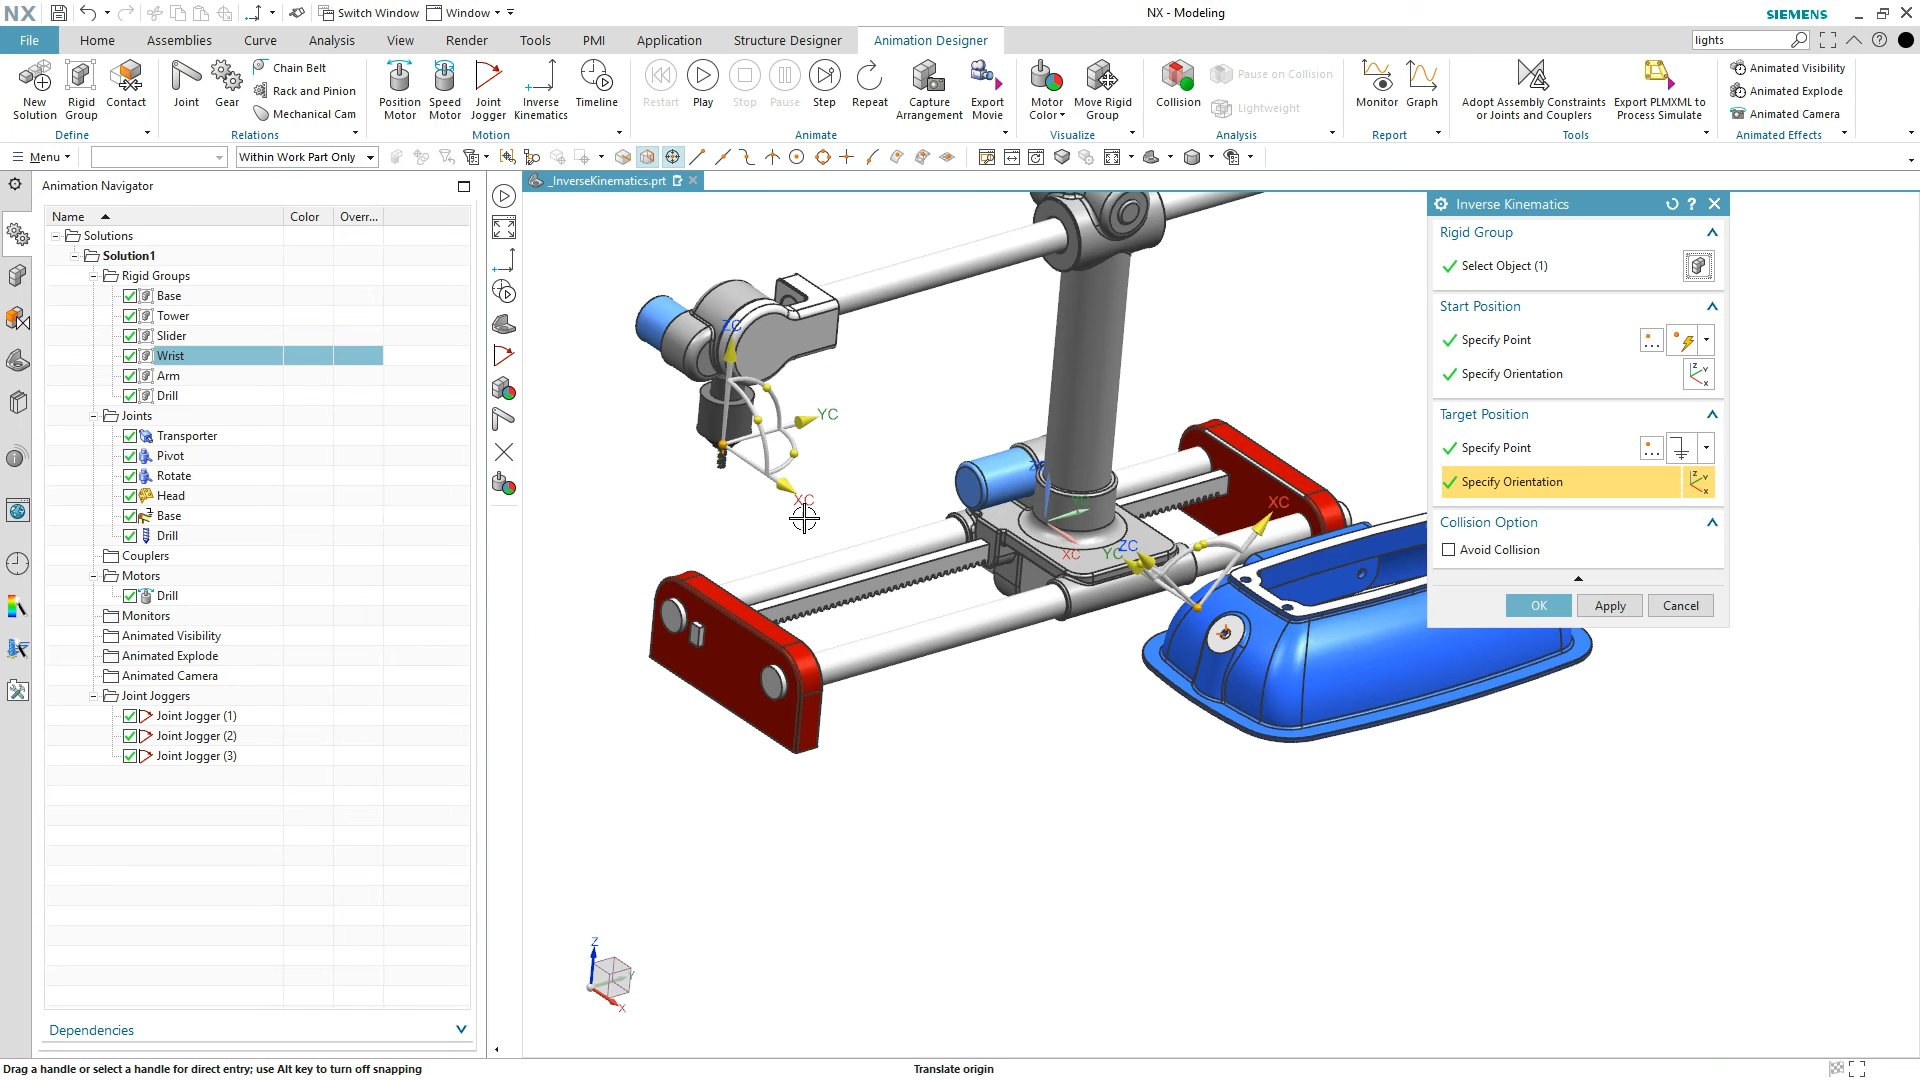 NX
Switch Window
Window
NX - Modeling
SIEMENS
File
Home
Assemblies
Curve
Analysis
View
Render
Tools
PMI
Application
Structure Designer
Animation Designer
lights
New Solution
Rigid Group
Contact
Define
Joint
Gear
Chain Belt
Rack and Pinion
Mechanical Cam
Relations
Position Motor
Speed Motor
Joint Jogger
Inverse Kinematics
Timeline
Motion
Restart
Play
Stop
Pause
Step
Repeat
Capture Arrangement
Export Movie
Animate
Motor Color
Move Rigid Group
Visualize
Collision
Pause on Collision
Lightweight
Analysis
Monitor
Graph
Report
Adopt Assembly Constraints or Joints and Couplers
Export PLMXML to Process Simulate
Tools
Animated Visibility
Animated Explode
Animated Camera
Animated Effects
Menu
Within Work Part Only
Animation Navigator
Name
Color
Overr...
Solutions
Solution1
Rigid Groups
Base
Tower
Slider
Wrist
Arm
Drill
Joints
Transporter
Pivot
Rotate
Head
Base
Drill
Couplers
Motors
Drill
Monitors
Animated Visibility
Animated Explode
Animated Camera
Joint Joggers
Joint Jogger (1)
Joint Jogger (2)
Joint Jogger (3)
Dependencies
_InverseKinematics.prt
ZC
YC
XC
XC
XC
YC
ZC
Z
X
Inverse Kinematics
Rigid Group
Select Object (1)
Start Position
Specify Point
Specify Orientation
Target Position
Specify Point
Specify Orientation
Collision Option
Avoid Collision
OK
Apply
Cancel
Drag a handle or select a handle for direct entry; use Alt key to turn off snapping
Translate origin